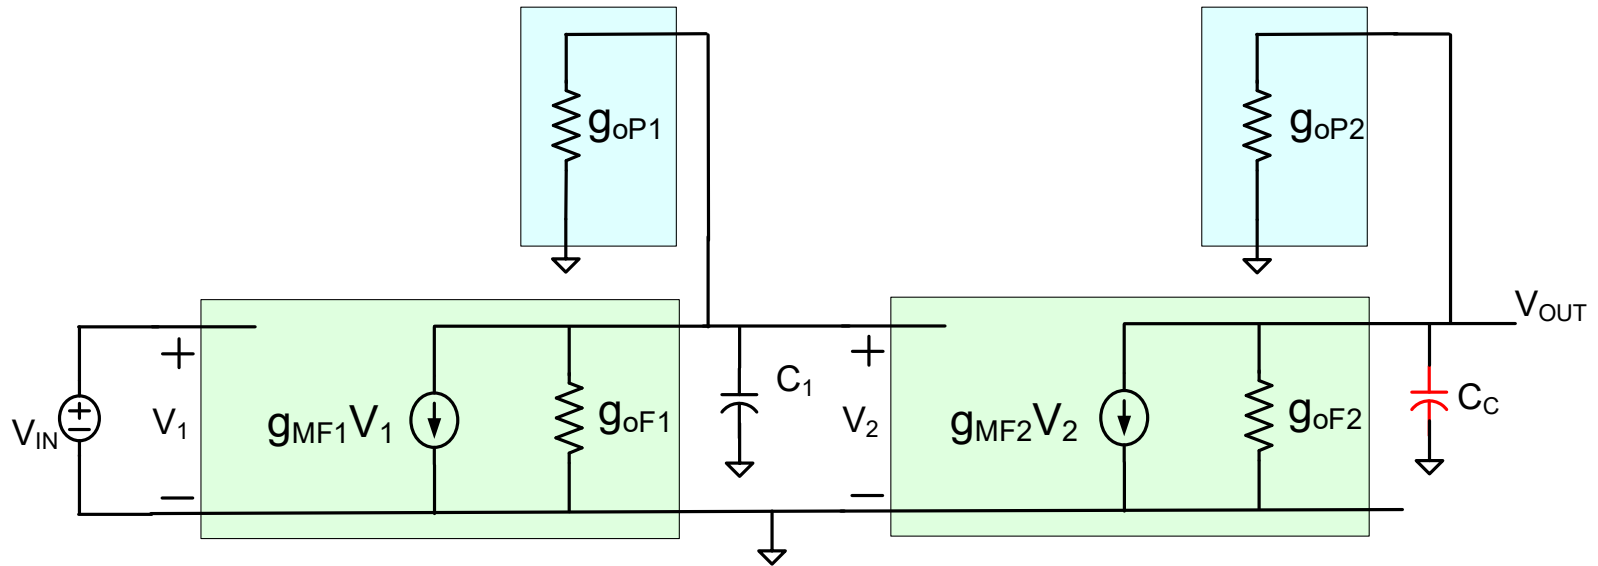 goP1
goP2
VOUT
+
+
VIN
V1
gMF1V1
goF1
C1
V2
gMF2V2
goF2
CC
−
−